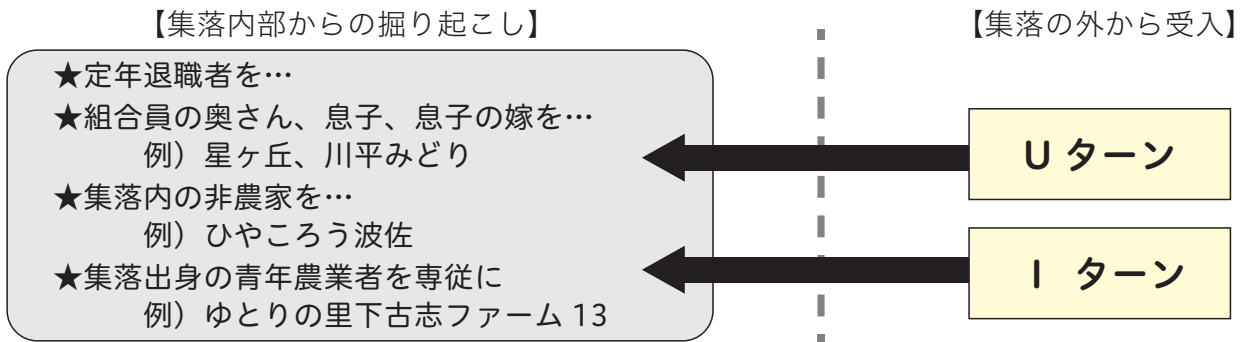 【集落内部からの掘り起こし】
【集落の外から受入】
★定年退職者を…
★組合員の奥さん、息子、息子の嫁を…
例）星ヶ丘、川平みどり
★集落内の非農家を…
例）ひやころう波佐
★集落出身の青年農業者を専従に
例）ゆとりの里下古志ファーム 13
U ターン
I ターン